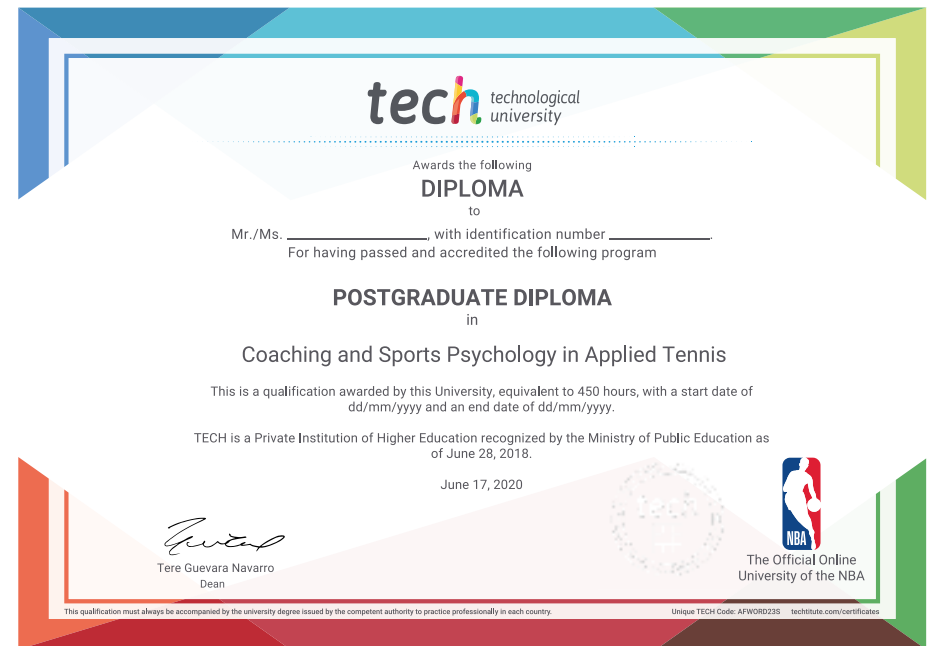 tech technological
university
Awards the following
DIPLOMA
to
Mr./Ms. ____________________, with identification number ______________.
For having passed and accredited the following program
POSTGRADUATE DIPLOMA
in
Coaching and Sports Psychology in Applied Tennis
This is a qualification awarded by this University, equivalent to 450 hours, with a start date of
dd/mm/yyyy and an end date of dd/mm/yyyy.
TECH is a Private Institution of Higher Education recognized by the Ministry of Public Education as
of June 28, 2018.
June 17, 2020
Tere Guevara Navarro
Dean
NBA
The Official Online
University of the NBA
This qualification must always be accompanied by the university degree issued by the competent authority to practice professionally in each country.
Unique TECH Code: AFWORD23S techtitute.com/certificates